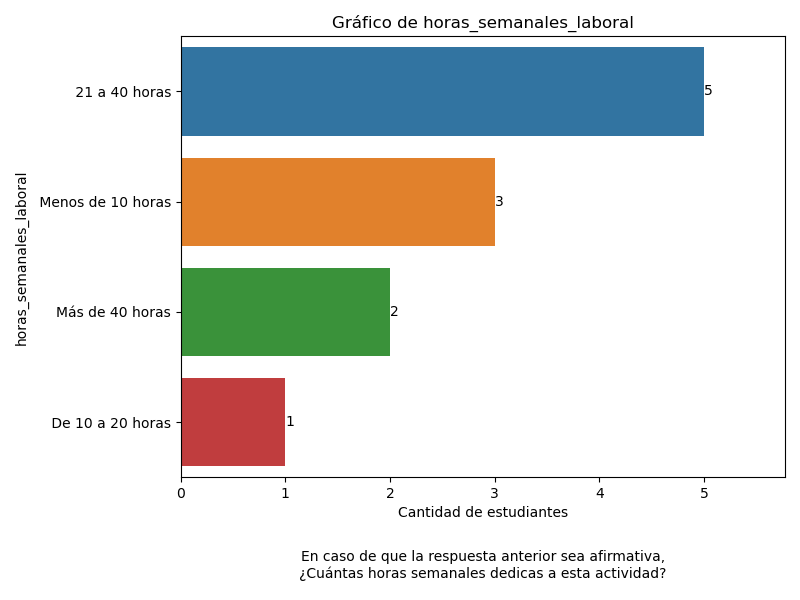 Gráfico de horas_semanales_laboral
horas_semanales_laboral
21 a 40 horas
5
Menos de 10 horas
3
Más de 40 horas
2
De 10 a 20 horas
1
0 1 2 3 4 5
Cantidad de estudiantes
En caso de que la respuesta anterior sea afirmativa,
¿Cuántas horas semanales dedicas a esta actividad?